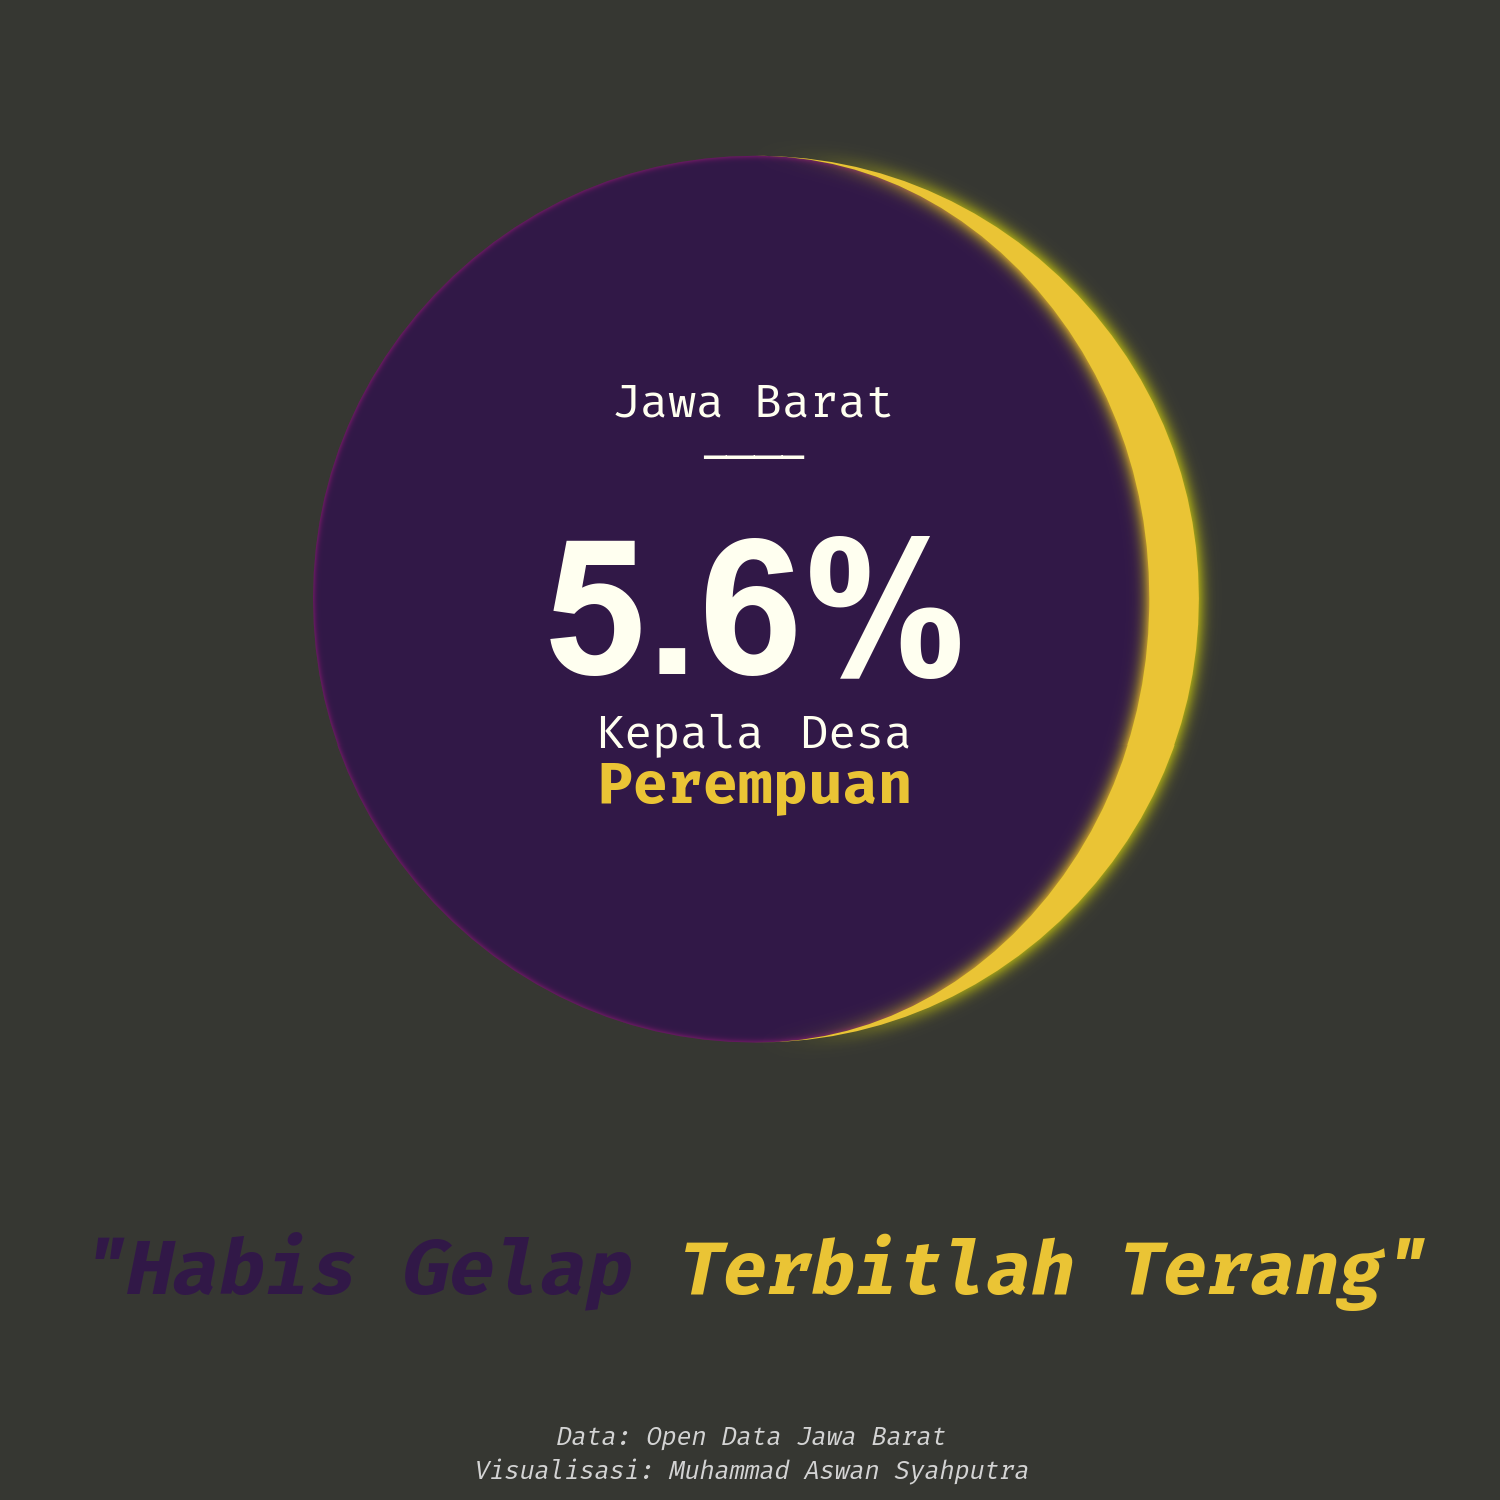 Jawa Barat
5.6%
Kepala Desa
Perempuan
"Habis Gelap Terbitlah Terang"
Data: Open Data Jawa Barat
Visualisasi: Muhammad Aswan Syahputra